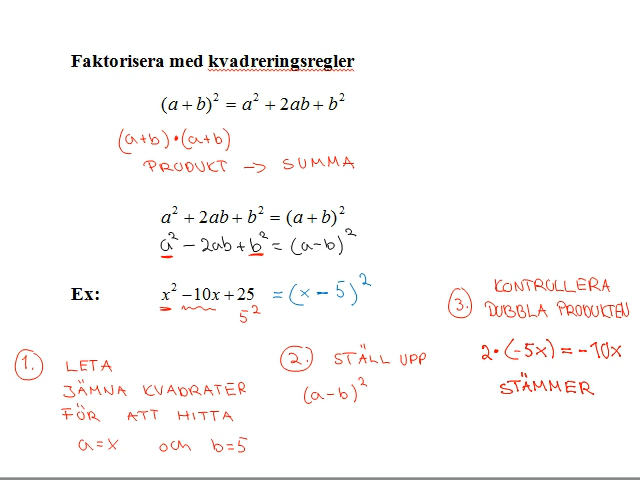 Faktorisera med kvadreringsregler
(a + b)² = a² + 2ab + b²
(a+b)·(a+b)
PRODUKT → SUMMA
a² + 2ab + b² = (a + b)²
a² - 2ab + b² = (a-b)²
Ex: x² −10x + 25 = (x - 5)²
5²
1. LETA
JÄMNA KVADRATER
FÖR ATT HITTA
a=x och b=5
2. STÄLL UPP
(a-b)²
3. KONTROLLERA
DUBBLA PRODUKTEN
2·(-5x) = -10x
STÄMMER